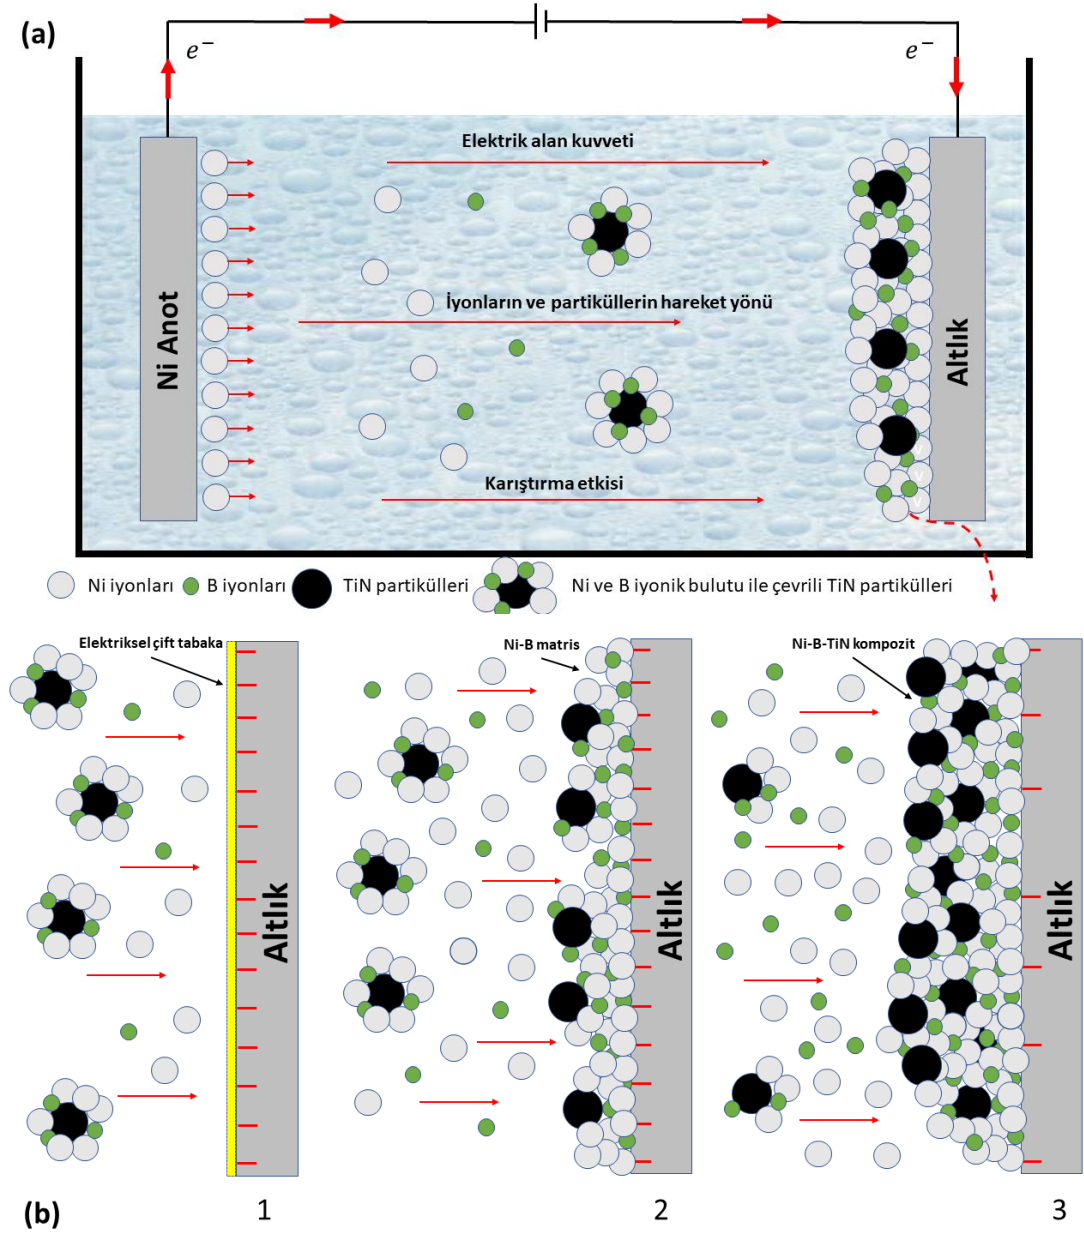 (a)
e⁻
e⁻
Elektrik alan kuvveti
İyonların ve partiküllerin hareket yönü
Karıştırma etkisi
Ni Anot
Altlık
Ni iyonları
B iyonları
TiN partikülleri
Ni ve B iyonik bulutu ile çevrili TiN partikülleri
Elektriksel çift tabaka
Ni-B matris
Ni-B-TiN kompozit
Altlık
Altlık
Altlık
(b)
1
2
3